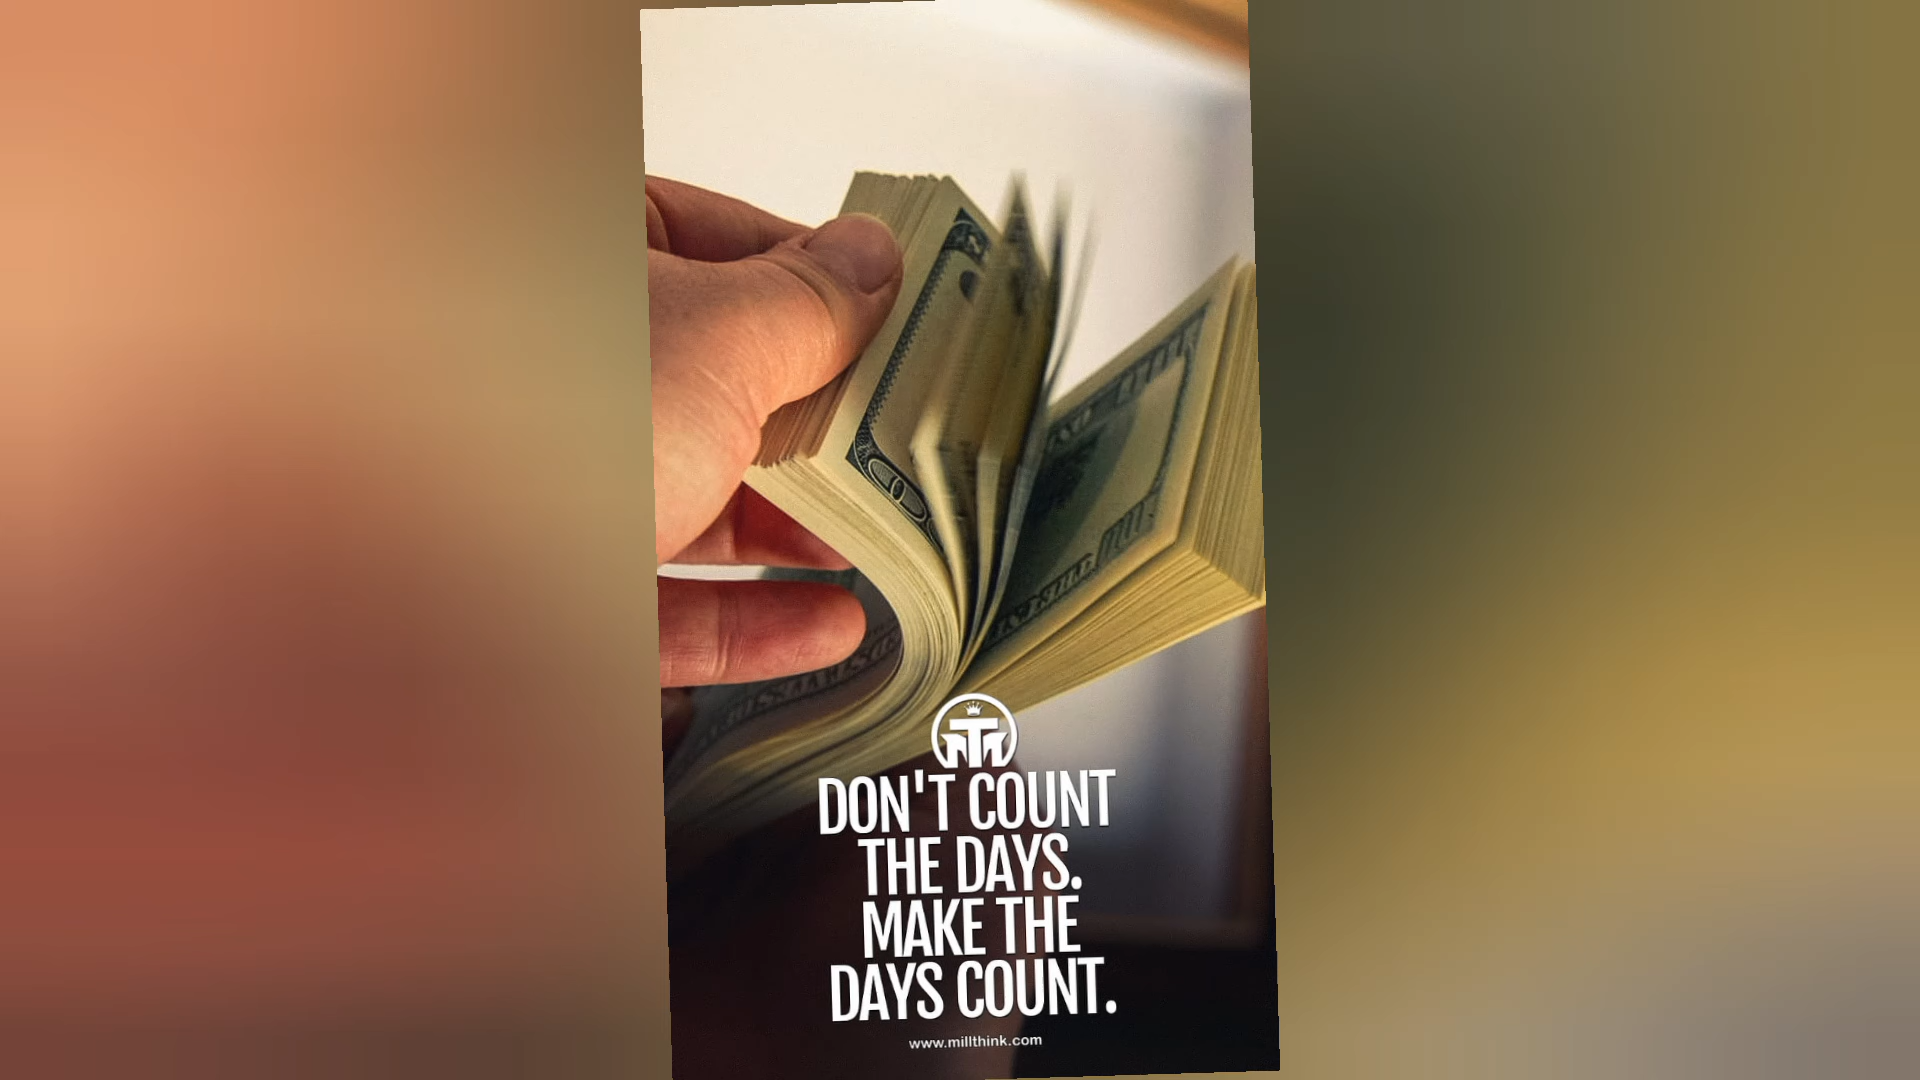 DON'T COUNT
THE DAYS.
MAKE THE
DAYS COUNT.
www.millthink.com